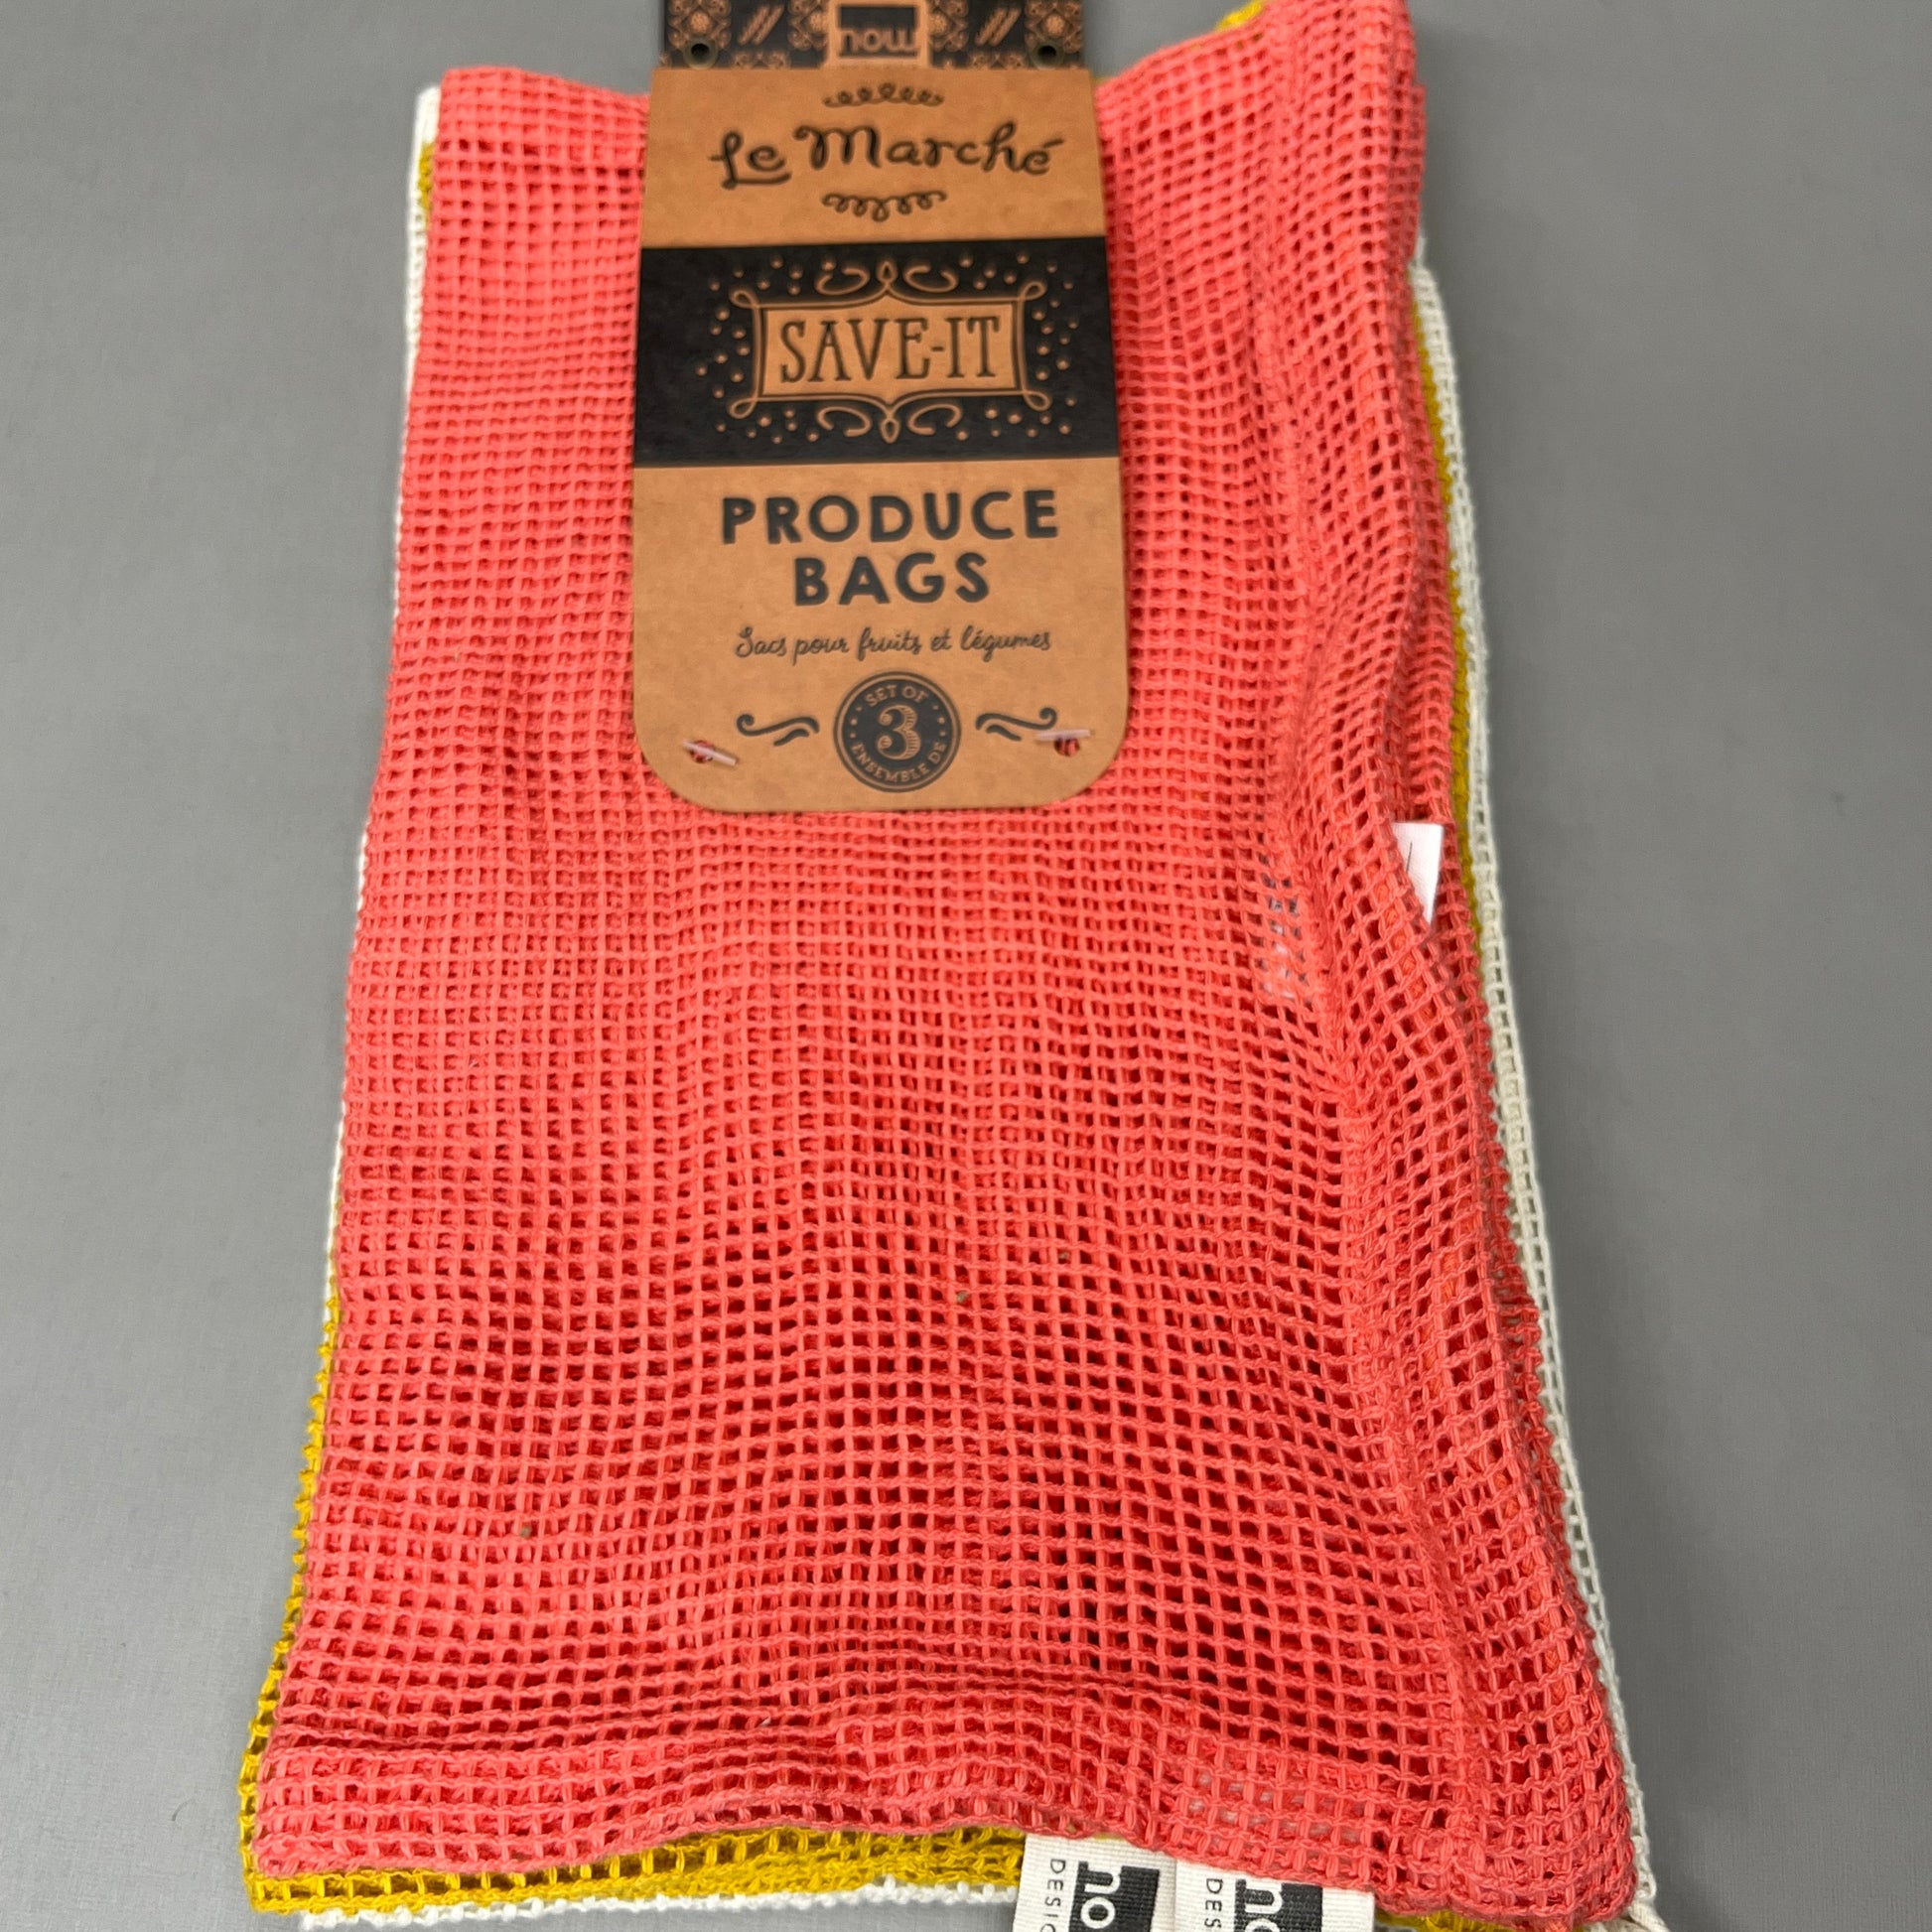 now
Le Marché
SAVE-IT
PRODUCE
BAGS
Sacs pour fruits et légumes
SET OF
3
ENSEMBLE DE